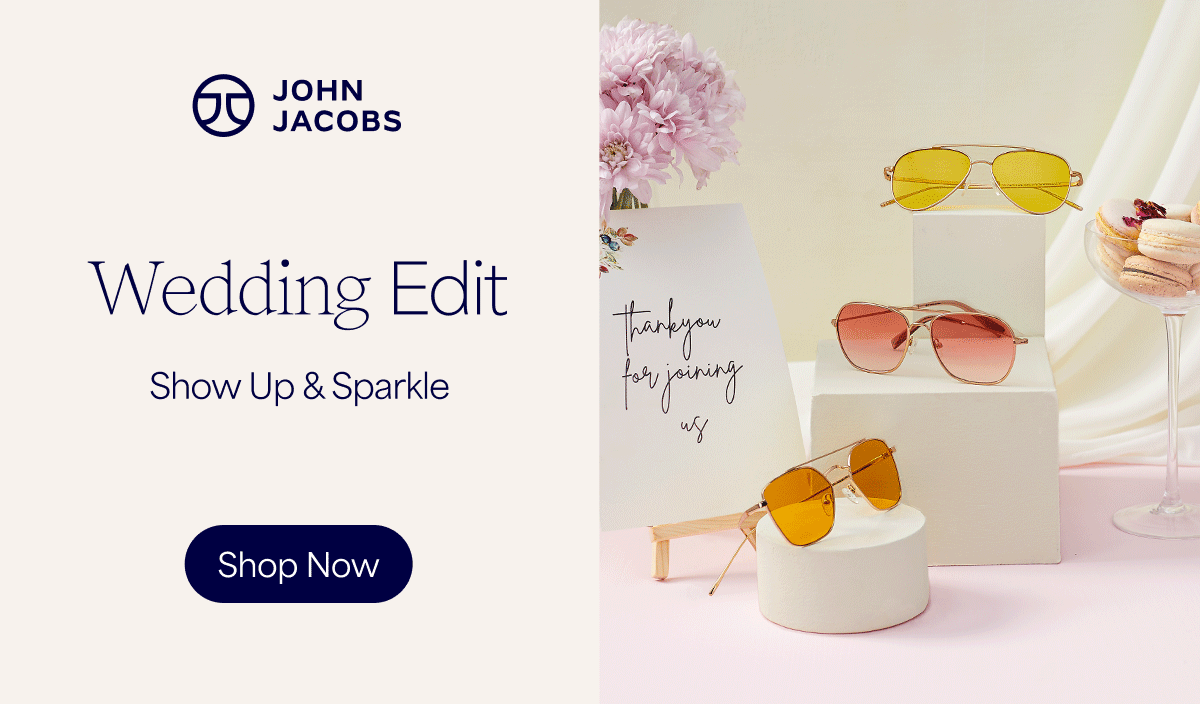 JOHN
JACOBS
Wedding Edit
Show Up & Sparkle
Shop Now
thankyou
for joining
us